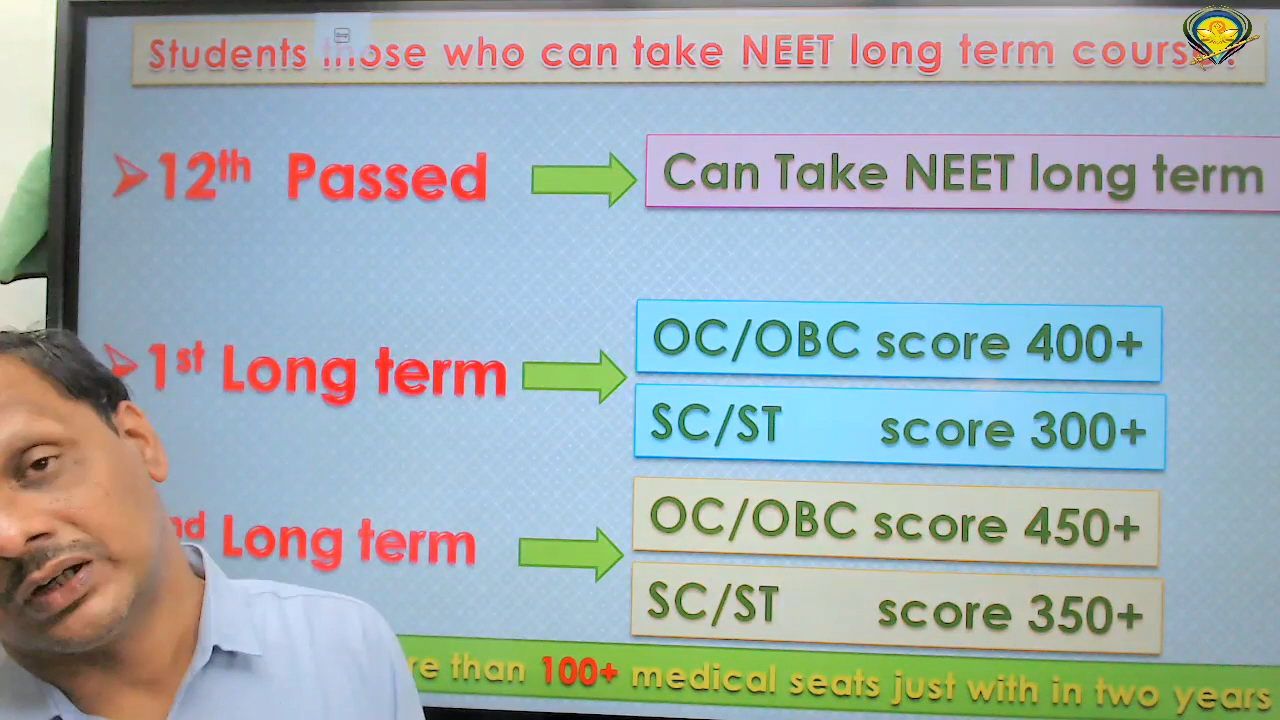 Students those who can take NEET long term course
12th Passed
Can Take NEET long term
1st Long term
OC/OBC score 400+
SC/ST score 300+
nd Long term
OC/OBC score 450+
SC/ST score 350+
re than 100+ medical seats just with in two years